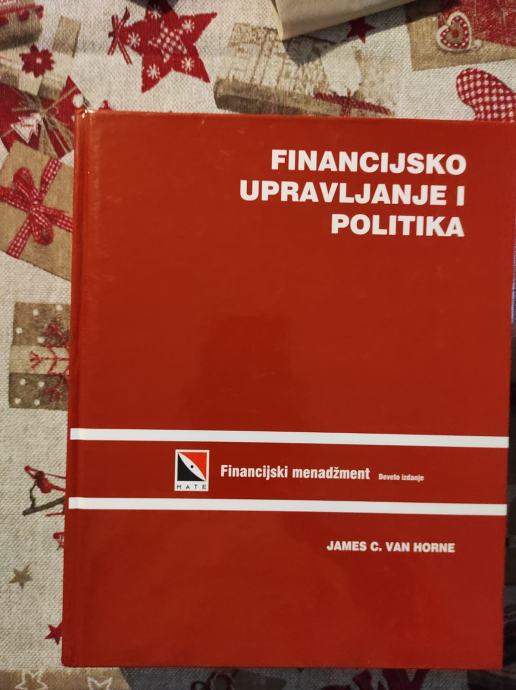 FINANCIJSKO
UPRAVLJANJE I
POLITIKA
MATE
Financijski menadžment Deveto izdanje
JAMES C. VAN HORNE